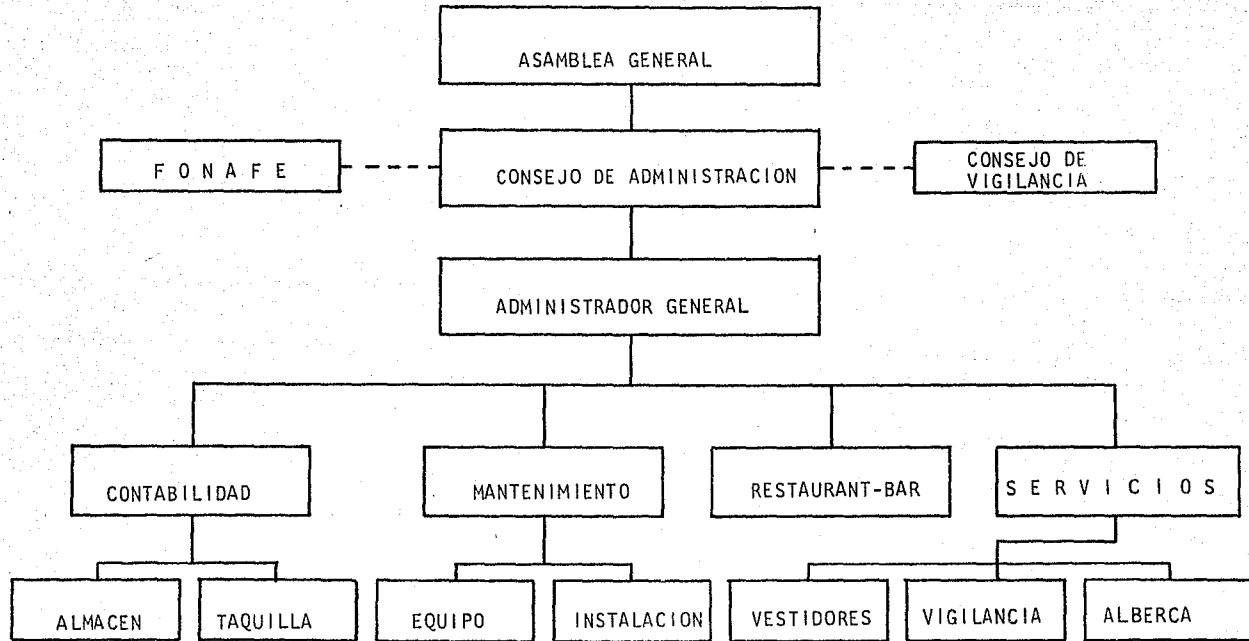 ASAMBLEA GENERAL
F O N A F E
CONSEJO DE ADMINISTRACION
CONSEJO DE
VIGILANCIA
ADMINISTRADOR GENERAL
CONTABILIDAD
MANTENIMIENTO
RESTAURANT-BAR
S E R V I C I O S
ALMACEN
TAQUILLA
EQUIPO
INSTALACION
VESTIDORES
VIGILANCIA
ALBERCA